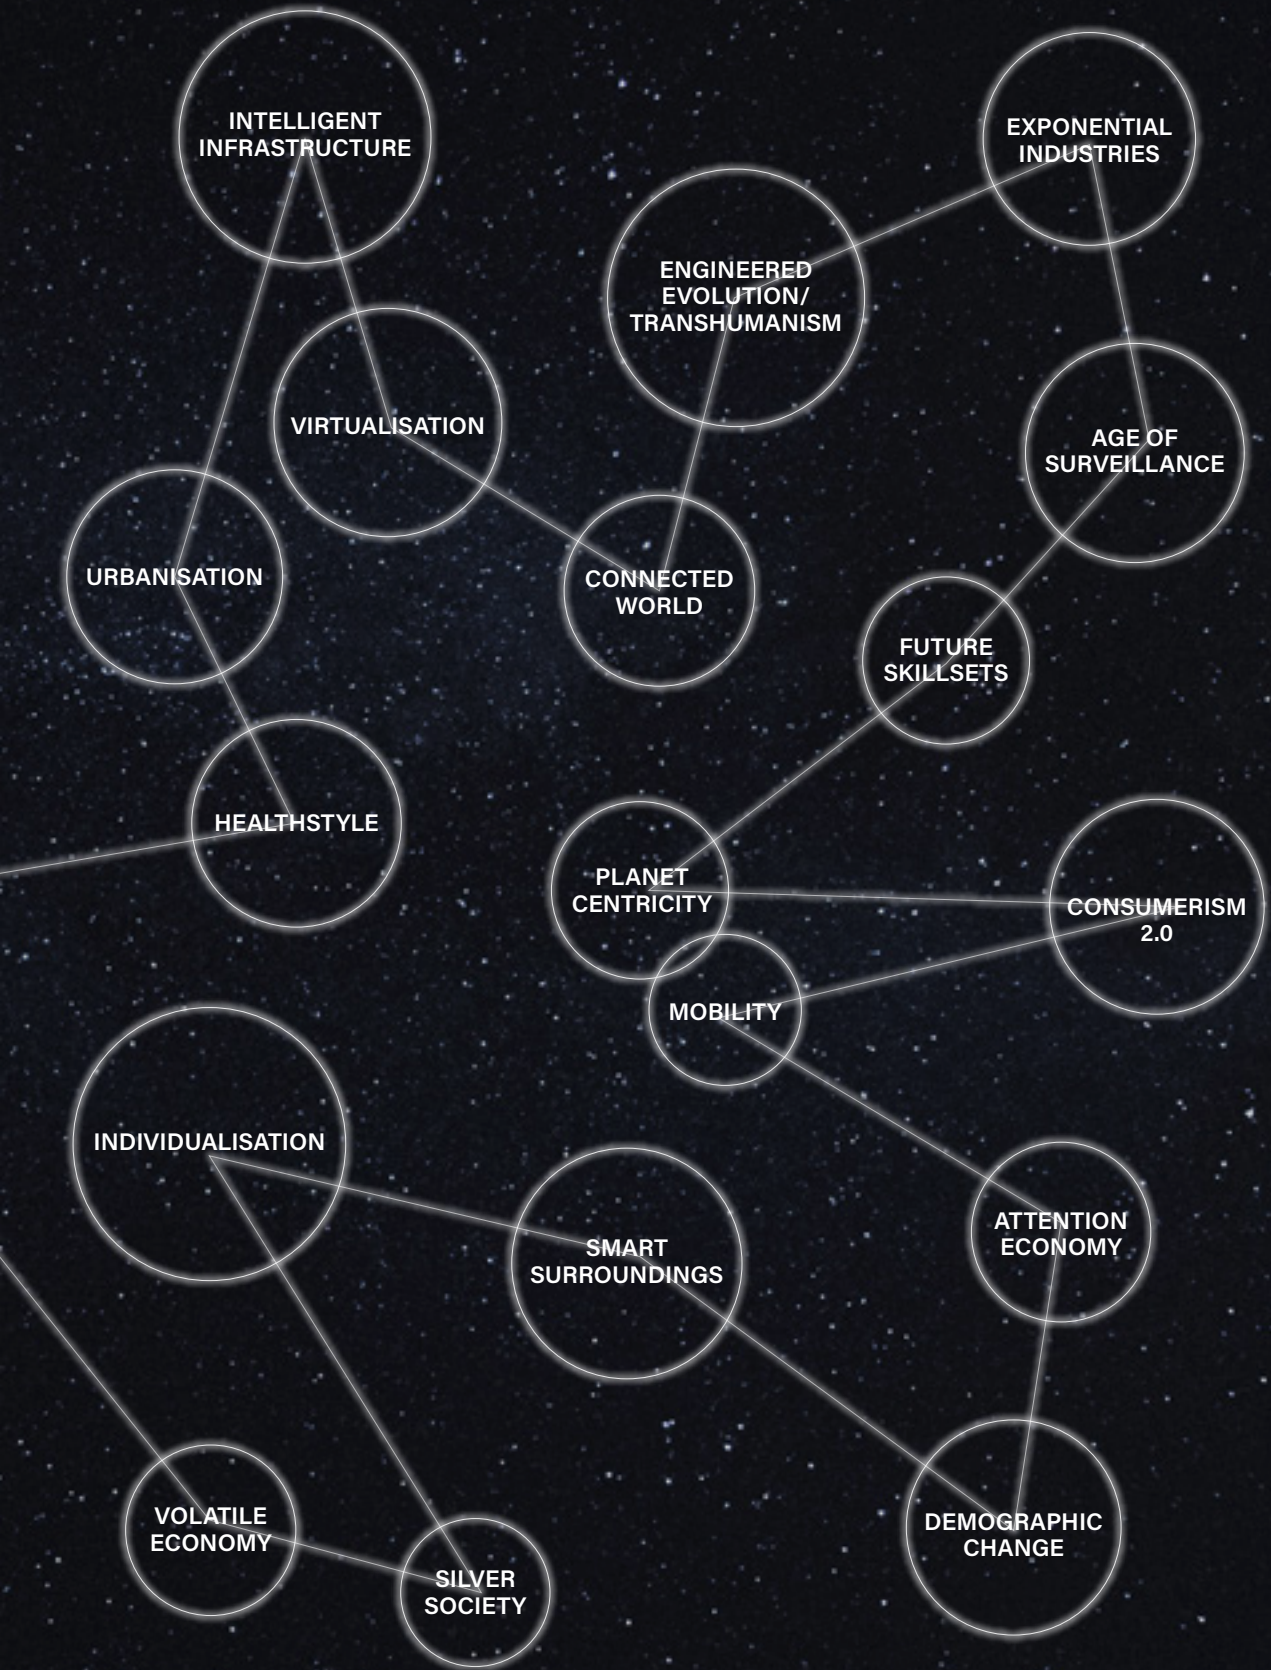 INTELLIGENT
INFRASTRUCTURE
EXPONENTIAL
INDUSTRIES
ENGINEERED
EVOLUTION/
TRANSHUMANISM
VIRTUALISATION
AGE OF
SURVEILLANCE
URBANISATION
CONNECTED
WORLD
FUTURE
SKILLSETS
HEALTHSTYLE
PLANET
CENTRICITY
CONSUMERISM
2.0
MOBILITY
INDIVIDUALISATION
ATTENTION
ECONOMY
SMART
SURROUNDINGS
VOLATILE
ECONOMY
DEMOGRAPHIC
CHANGE
SILVER
SOCIETY